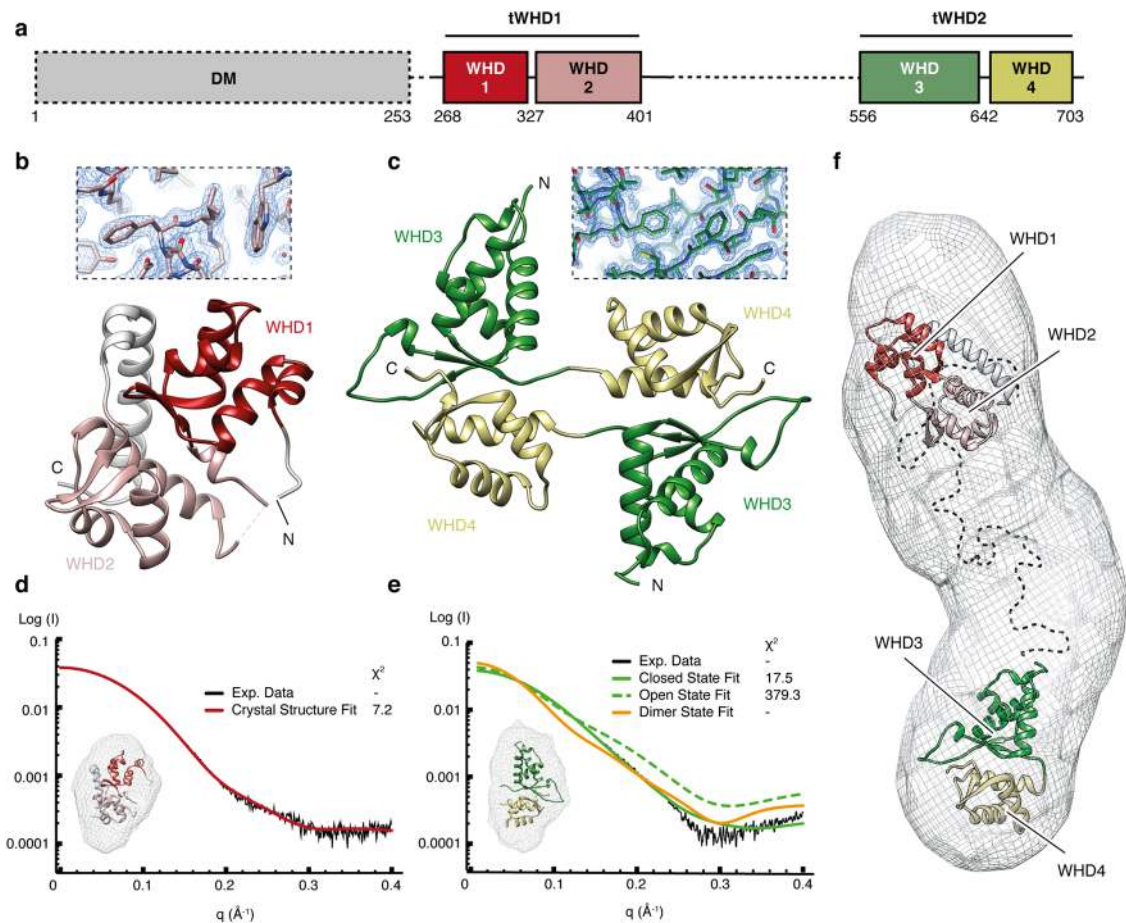 a
tWHD1
tWHD2
DM
WHD
1
WHD
2
WHD
3
WHD
4
1
253
268
327
401
556
642
703
b
WHD1
C
N
WHD2
c
N
WHD3
WHD4
C
C
WHD4
WHD3
N
f
WHD1
WHD2
WHD3
WHD4
d
Log (I)
0.1
0.01
0.001
0.0001
χ²
Exp. Data -
Crystal Structure Fit 7.2
0 0.1 0.2 0.3 0.4
q (Å⁻¹)
e
Log (I)
0.1
0.01
0.001
0.0001
χ²
Exp. Data -
Closed State Fit 17.5
Open State Fit 379.3
Dimer State Fit -
0 0.1 0.2 0.3 0.4
q (Å⁻¹)